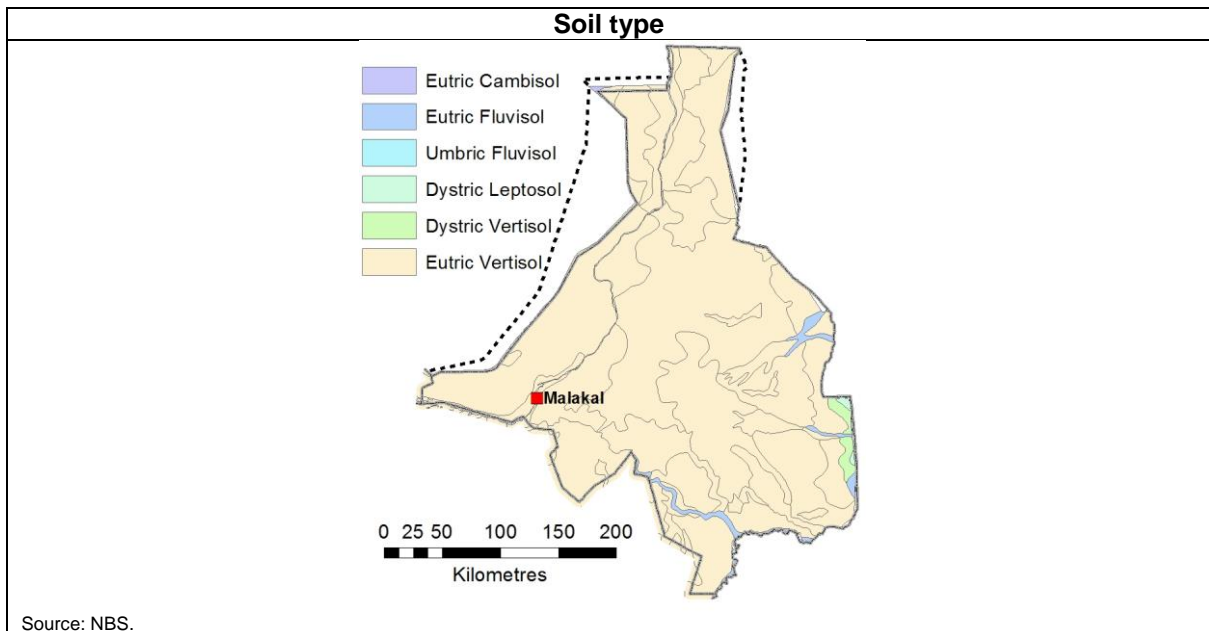 Soil type
Eutric Cambisol
Eutric Fluvisol
Umbric Fluvisol
Dystric Leptosol
Dystric Vertisol
Eutric Vertisol
Malakal
0 25 50 100 150 200
Kilometres
Source: NBS.